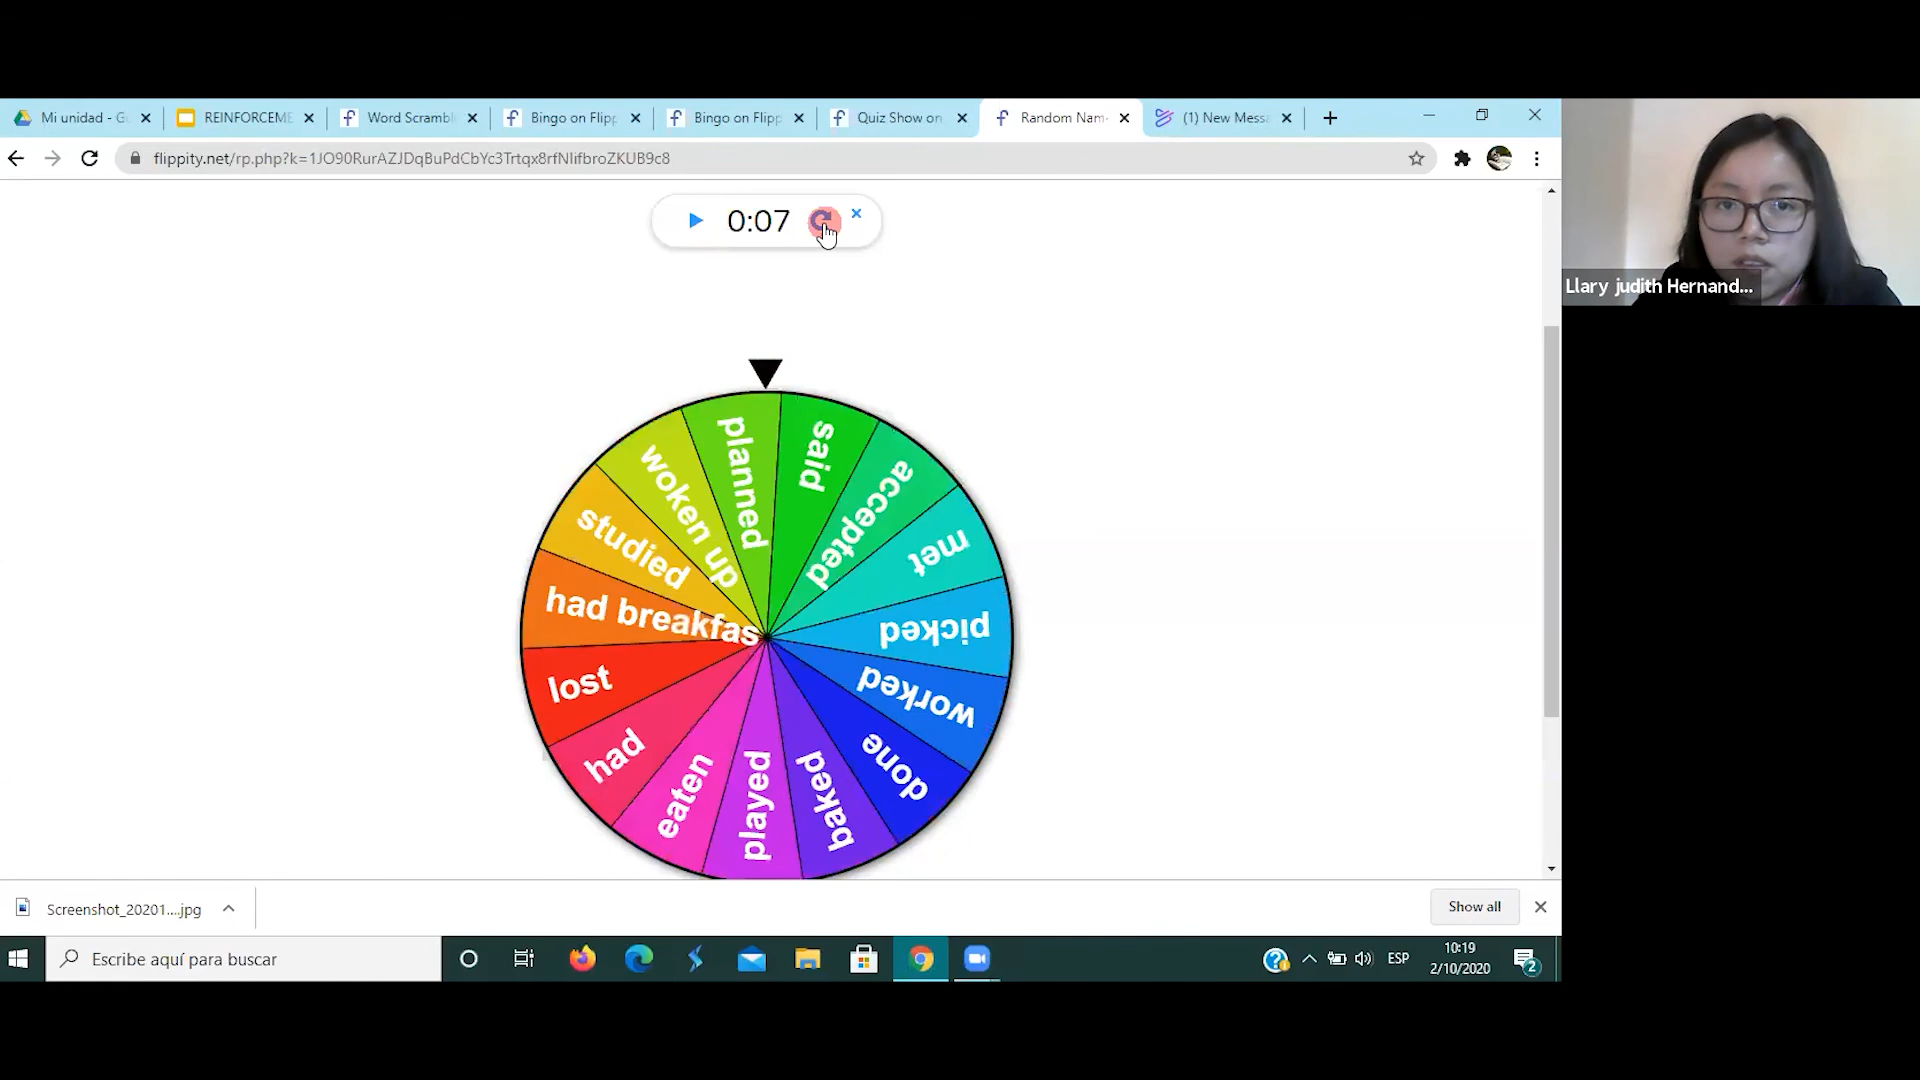 Mi unidad - G
REINFORCEME
Word Scrambl
Bingo on Flipp
Bingo on Flipp
Quiz Show on
Random Nam
(1) New Messa
flippity.net/rp.php?k=1JO90RurAZJDqBuPdCbYc3Trtqx8rfNlifbroZKUB9c8
0:07
Llary judith Hernand...
planned
said
accepted
met
picked
worked
done
baked
played
eaten
had
lost
had breakfas
studied
woken up
Screenshot_20201....jpg
Show all
Escribe aquí para buscar
ESP
10:19
2/10/2020
2